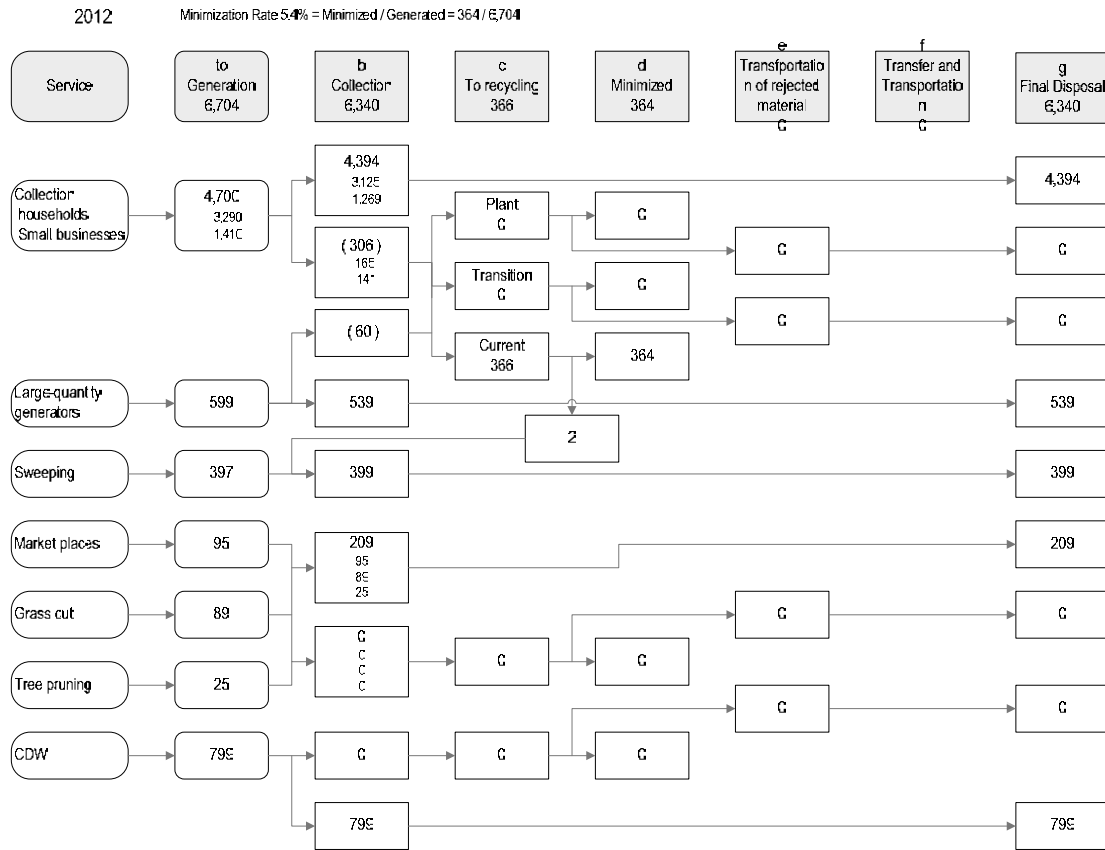 2012
Minimization Rate 5.4% = Minimized / Generated = 364 / 6,704
Service
to
Generation
6,704
b
Collection
6,340
c
To recycling
366
d
Minimized
364
e
Transfportatio
n of rejected
material
0
f
Transfer and
Transportatio
n
0
g
Final Disposal
6,340
Collection
households
Small businesses
4,700
3,290
1,410
4,394
3,125
1,269
4,394
(306)
165
141
Plant
0
0
0
0
Transition
0
0
0
0
(60)
Current
366
364
Large-quantity
generators
599
539
539
2
Sweeping
397
399
399
Market places
95
209
95
89
25
209
Grass cut
89
0
0
0
0
0
0
0
0
Tree pruning
25
0
0
CDW
799
0
0
0
799
799